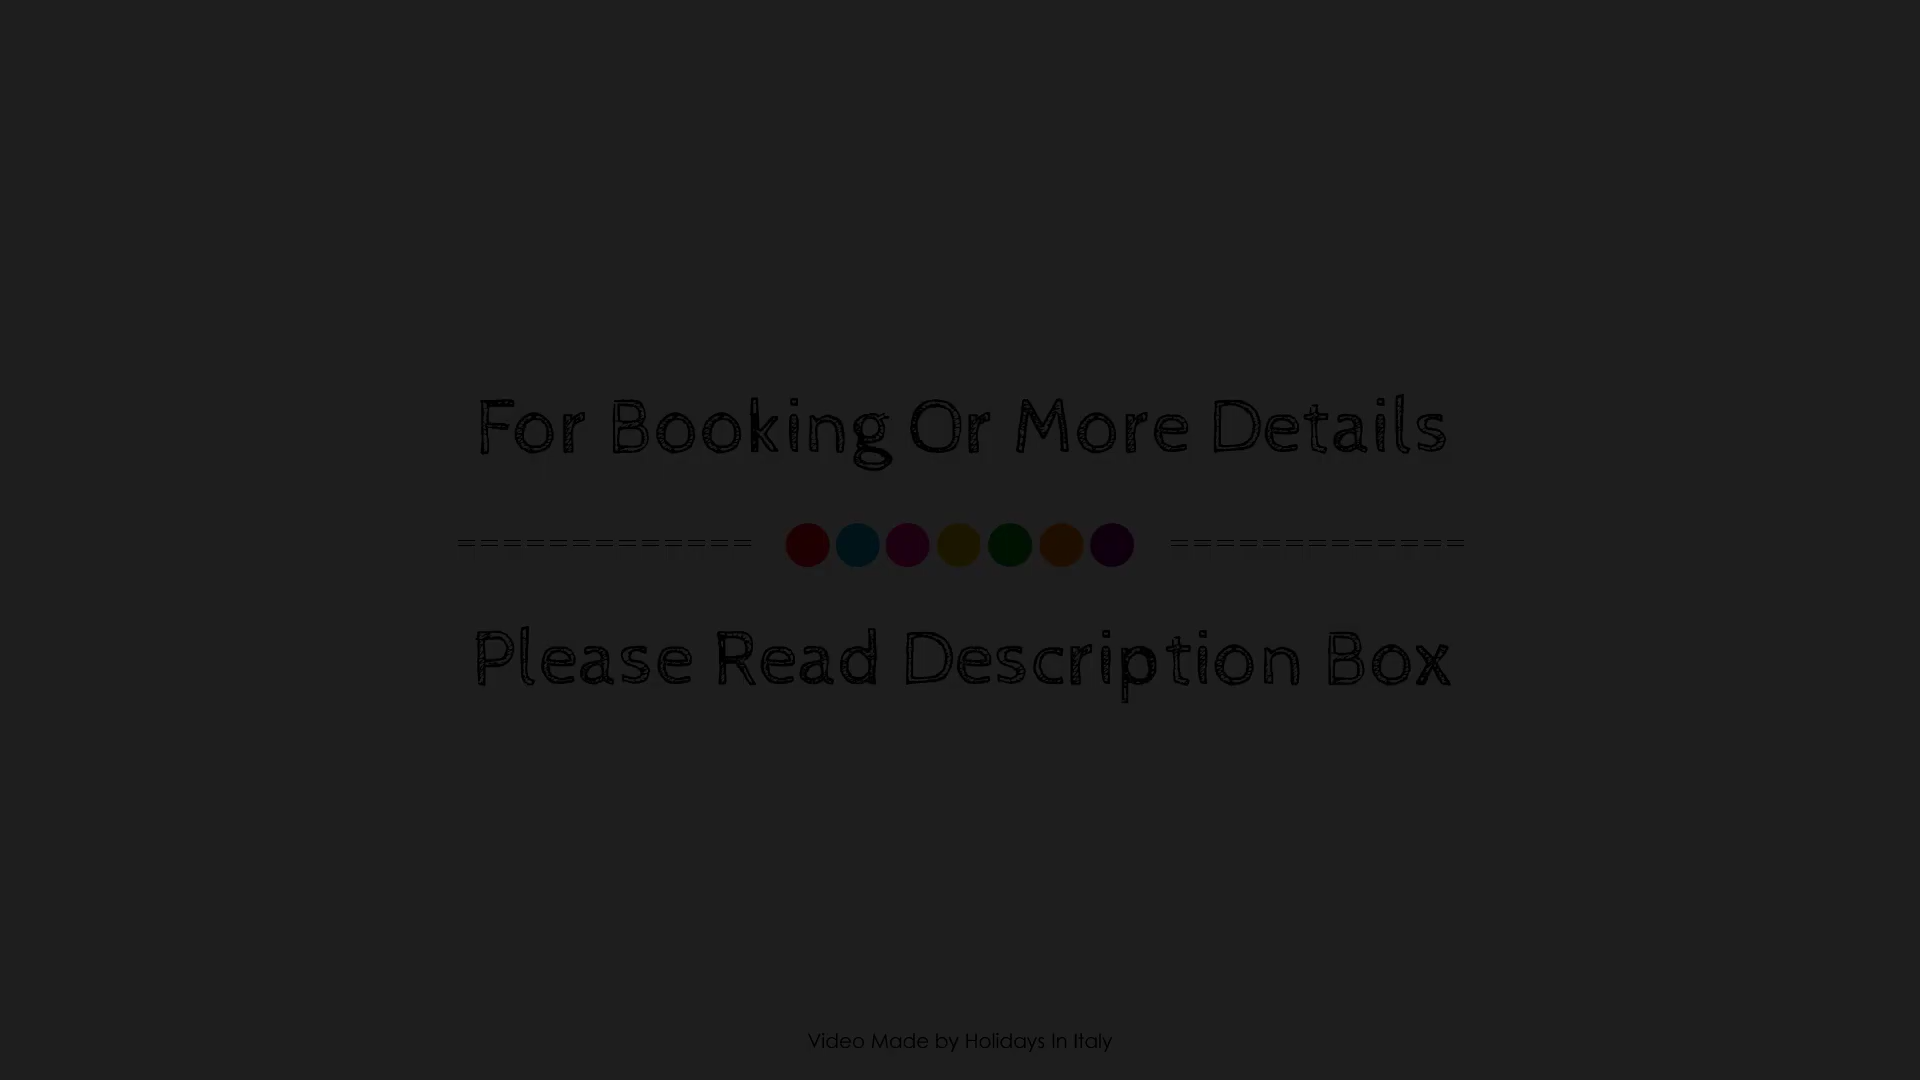 For Booking Or More Details
============= =============
Please Read Description Box
Video Made by Holidays In Italy